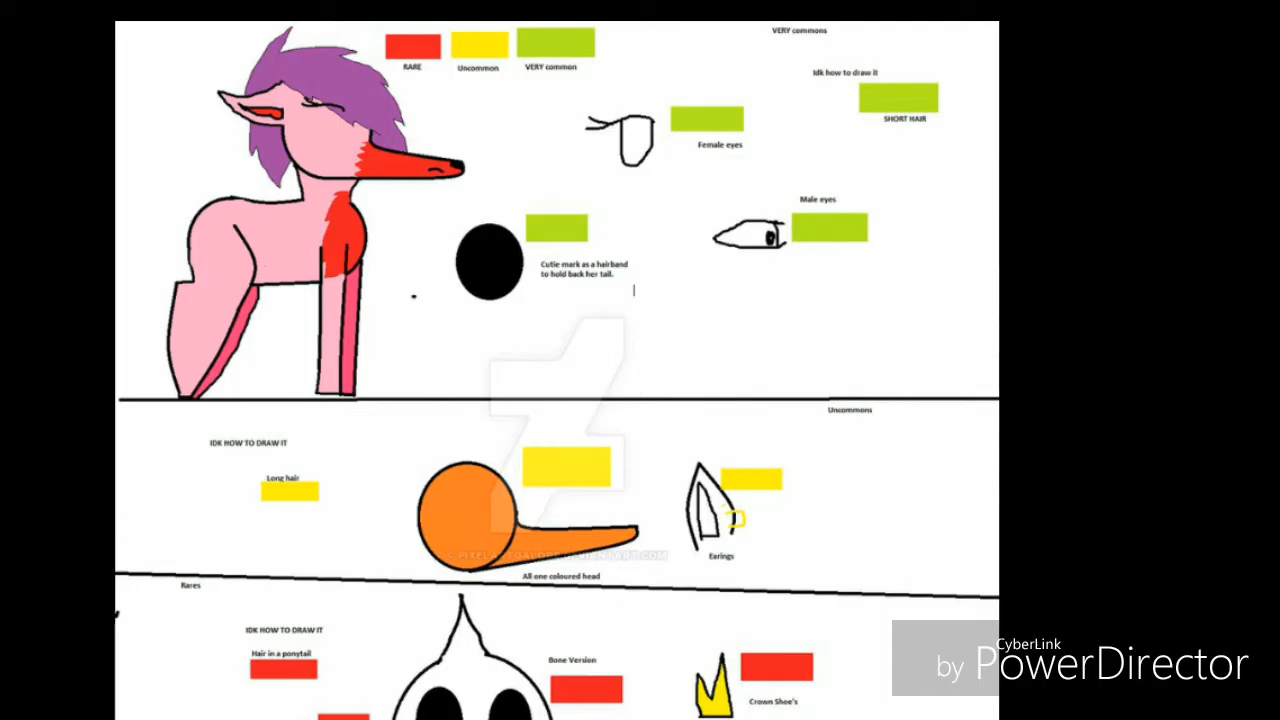 VERY commons
RARE
Uncommon
VERY common
Idk how to draw it
SHORT HAIR
Female eyes
Male eyes
Cutie mark as a hairband
to hold back her tail.
Uncommons
IDK HOW TO DRAW IT
Long hair
Earings
All one coloured head
Rares
IDK HOW TO DRAW IT
Hair in a ponytail
Bone Version
Crown Shoe's
CyberLink
by PowerDirector